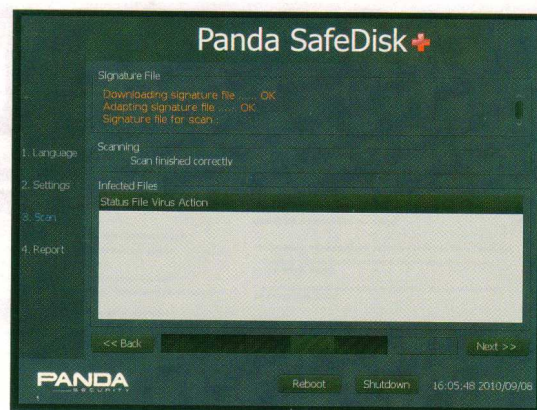 Panda SafeDisk
Signature File
Downloading signature file ...... OK
Adapting signature file ...... OK
Signature file for scan :
1. Language
2. Settings
3. Scan
4. Report
Scanning
Scan finished correctly
Infected Files
Status File Virus Action
<< Back
Next >>
PANDA
SECURITY
Reboot
Shutdown
16:05:48 2010/09/08